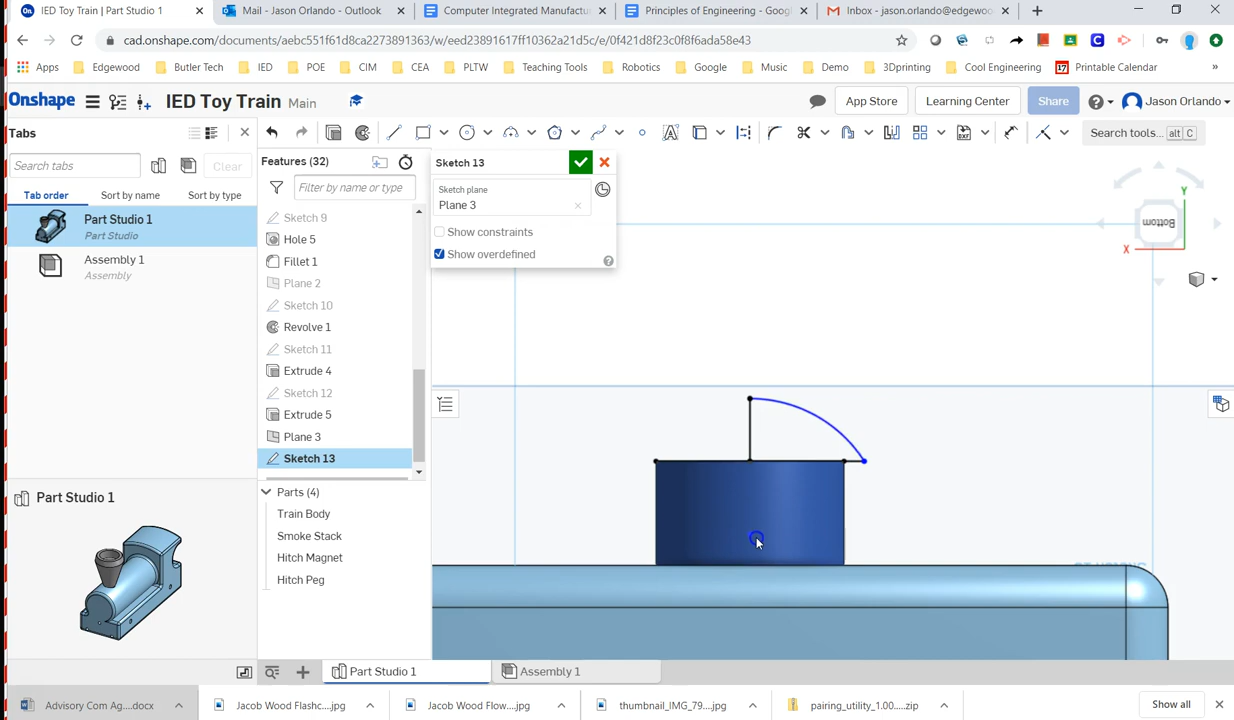 IED Toy Train | Part Studio 1
Mail - Jason Orlando - Outlook
Computer Integrated Manufactu
Principles of Engineering - Goog
Inbox - jason.orlando@edgewoo
cad.onshape.com/documents/aebc551f61d8ca2273891363/w/eed23891617ff10362a21d5c/e/0f421d8f23c0f8f6ada58e43
Apps
Edgewood
Butler Tech
IED
POE
CIM
CEA
PLTW
Teaching Tools
Robotics
Google
Music
Demo
3Dprinting
Cool Engineering
17
Printable Calendar
»
Onshape
IED Toy Train Main
App Store
Learning Center
Share
Jason Orlando
Tabs
Search tools... alt C
Search tabs
Clear
Tab order
Sort by name
Sort by type
Part Studio 1
Part Studio
Assembly 1
Assembly
Features (32)
Filter by name or type
Sketch 9
Hole 5
Fillet 1
Plane 2
Sketch 10
Revolve 1
Sketch 11
Extrude 4
Sketch 12
Extrude 5
Plane 3
Sketch 13
Parts (4)
Train Body
Smoke Stack
Hitch Magnet
Hitch Peg
Sketch 13
Sketch plane
Plane 3
Show constraints
Show overdefined
Y
Bottom
X
Part Studio 1
Part Studio 1
Assembly 1
Advisory Com Ag....docx
Jacob Wood Flashc....jpg
Jacob Wood Flow....jpg
thumbnail_IMG_79....jpg
pairing_utility_1.00....zip
Show all